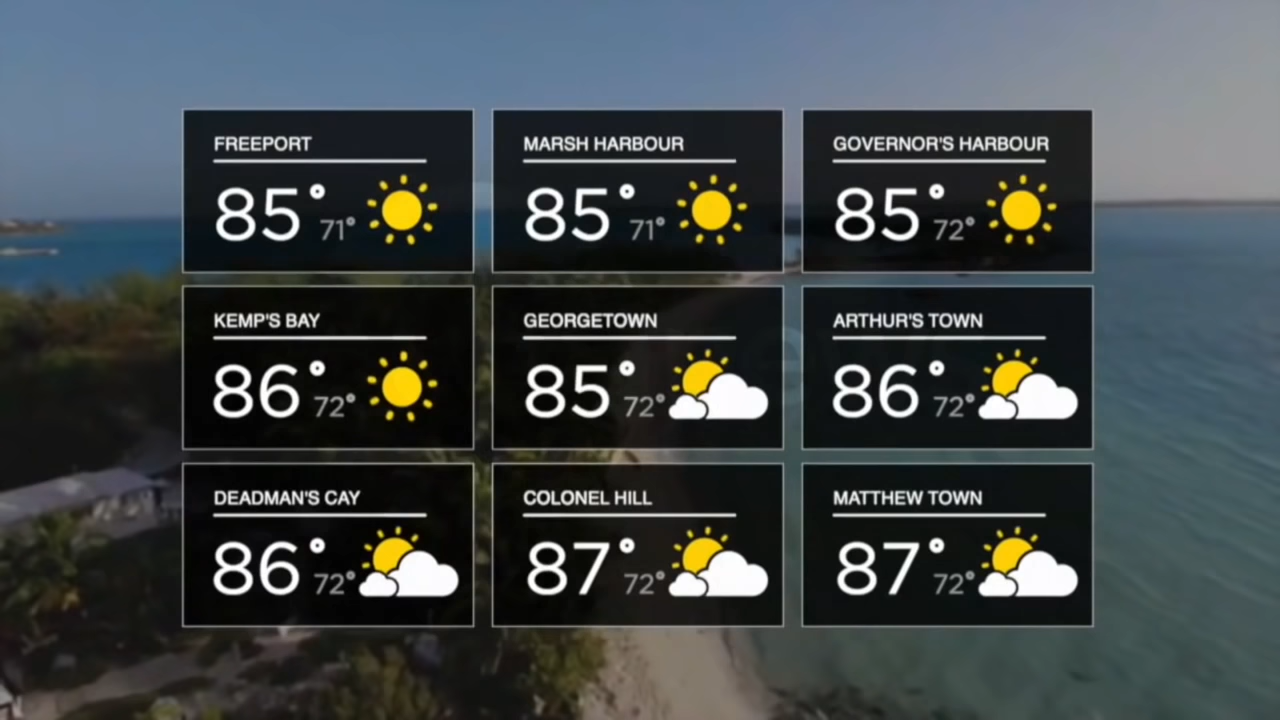 FREEPORT
85° 71°
MARSH HARBOUR
85° 71°
GOVERNOR'S HARBOUR
85° 72°
KEMP'S BAY
86° 72°
GEORGETOWN
85° 72°
ARTHUR'S TOWN
86° 72°
DEADMAN'S CAY
86° 72°
COLONEL HILL
87° 72°
MATTHEW TOWN
87° 72°